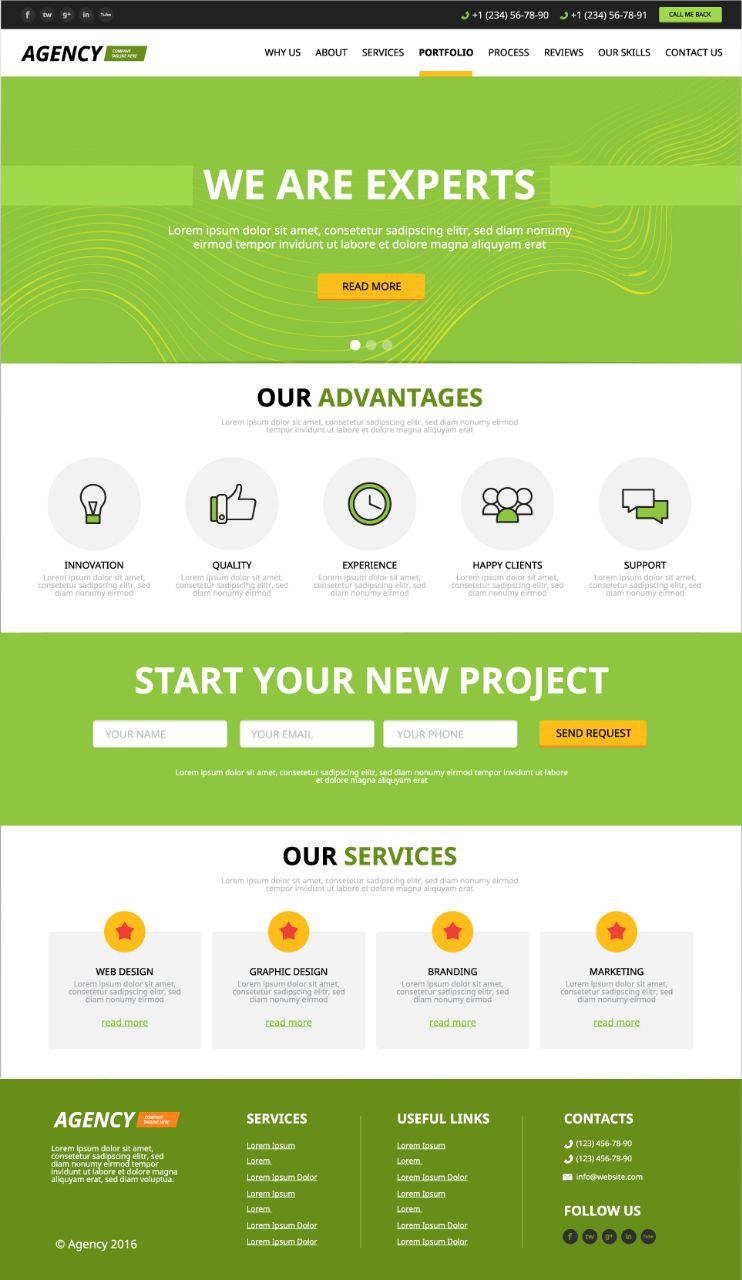 f tw g+ in YouTube +1 (234) 56-78-90 +1 (234) 56-78-91 CALL ME BACK
AGENCY COMPANY TAGLINE HERE
WHY US ABOUT SERVICES PORTFOLIO PROCESS REVIEWS OUR SKILLS CONTACT US
WE ARE EXPERTS
Lorem ipsum dolor sit amet, consetetur sadipscing elitr, sed diam nonumy
eirmod tempor invidunt ut labore et dolore magna aliquyam erat
READ MORE
OUR ADVANTAGES
Lorem ipsum dolor sit amet, consetetur sadipscing elitr, sed diam nonumy eirmod
tempor invidunt ut labore et dolore magna aliquyam erat
INNOVATION
Lorem ipsum dolor sit amet,
consetetur sadipscing elitr, sed
diam nonumy eirmod
QUALITY
Lorem ipsum dolor sit amet,
consetetur sadipscing elitr, sed
diam nonumy eirmod
EXPERIENCE
Lorem ipsum dolor sit amet,
consetetur sadipscing elitr, sed
diam nonumy eirmod
HAPPY CLIENTS
Lorem ipsum dolor sit amet,
consetetur sadipscing elitr, sed
diam nonumy eirmod
SUPPORT
Lorem ipsum dolor sit amet,
consetetur sadipscing elitr, sed
diam nonumy eirmod
START YOUR NEW PROJECT
YOUR NAME YOUR EMAIL YOUR PHONE SEND REQUEST
Lorem ipsum dolor sit amet, consetetur sadipscing elitr, sed diam nonumy eirmod tempor invidunt ut labore
et dolore magna aliquyam erat
OUR SERVICES
Lorem ipsum dolor sit amet, consetetur sadipscing elitr, sed diam nonumy eirmod
tempor invidunt ut labore et dolore magna aliquyam erat
WEB DESIGN
Lorem ipsum dolor sit amet,
consetetur sadipscing elitr, sed
diam nonumy eirmod
read more
GRAPHIC DESIGN
Lorem ipsum dolor sit amet,
consetetur sadipscing elitr, sed
diam nonumy eirmod
read more
BRANDING
Lorem ipsum dolor sit amet,
consetetur sadipscing elitr, sed
diam nonumy eirmod
read more
MARKETING
Lorem ipsum dolor sit amet,
consetetur sadipscing elitr, sed
diam nonumy eirmod
read more
AGENCY COMPANY TAGLINE HERE
Lorem ipsum dolor sit amet,
consetetur sadipscing elitr, sed
diam nonumy eirmod tempor
invidunt ut labore et dolore magna
aliquyam erat, sed diam voluptua.
© Agency 2016
SERVICES
Lorem Ipsum
Lorem
Lorem Ipsum Dolor
Lorem Ipsum
Lorem
Lorem Ipsum Dolor
Lorem Ipsum Dolor
USEFUL LINKS
Lorem Ipsum
Lorem
Lorem Ipsum Dolor
Lorem Ipsum
Lorem
Lorem Ipsum Dolor
Lorem Ipsum Dolor
CONTACTS
(123) 456-78-90
(123) 456-78-90
info@website.com
FOLLOW US
f tw g+ in YouTube